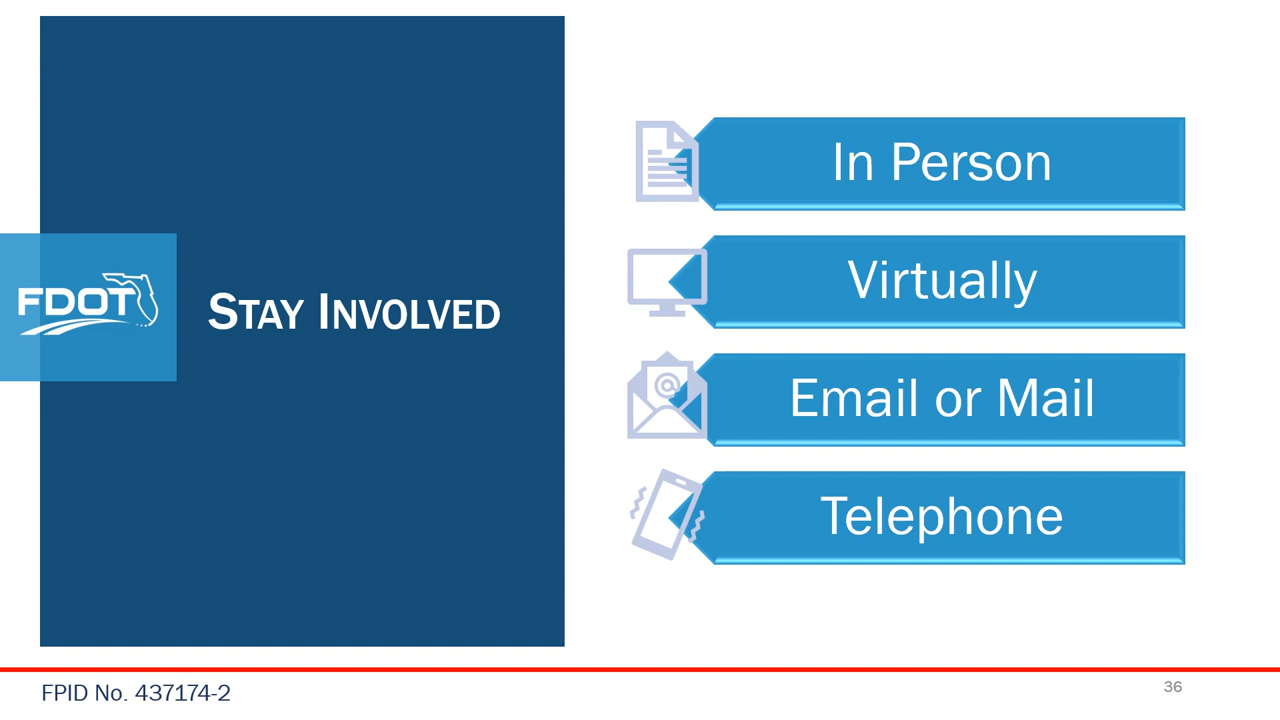 FDOT
STAY INVOLVED
In Person
Virtually
@
Email or Mail
Telephone
FPID No. 437174-2
36